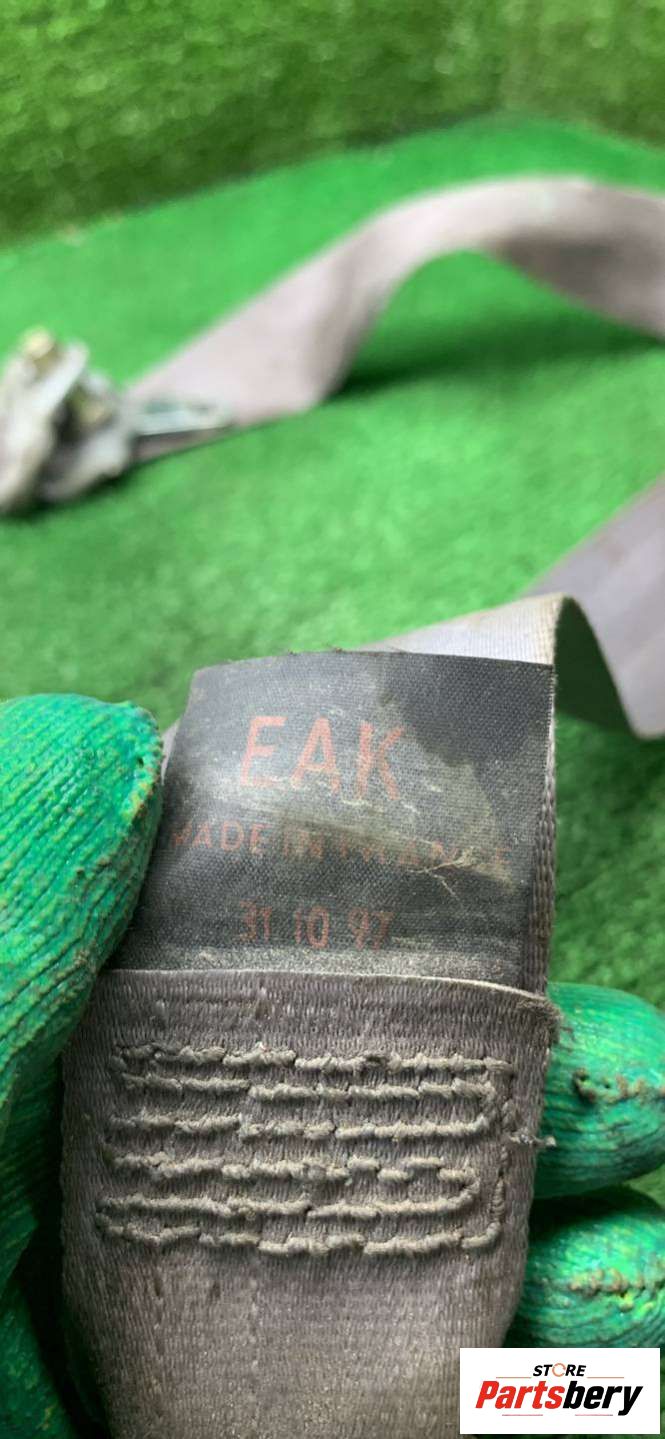 EAK
MADE IN FRANCE
31 10 97
STORE
Partsbery